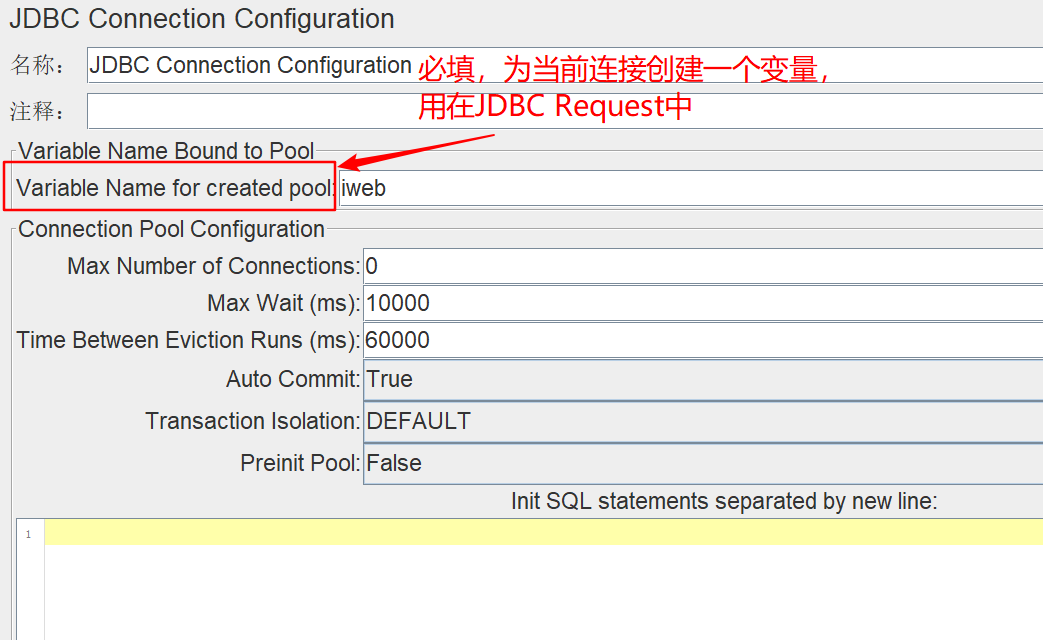 JDBC Connection Configuration
名称： JDBC Connection Configuration
必填，为当前连接创建一个变量，
注释：
用在JDBC Request中
Variable Name Bound to Pool
Variable Name for created pool: iweb
Connection Pool Configuration
Max Number of Connections: 0
Max Wait (ms): 10000
Time Between Eviction Runs (ms): 60000
Auto Commit: True
Transaction Isolation: DEFAULT
Preinit Pool: False
Init SQL statements separated by new line:
1